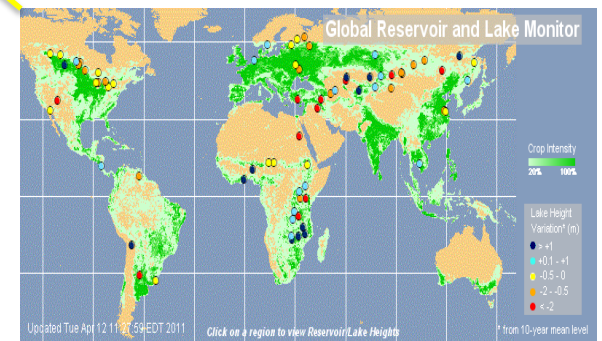 Global Reservoir and Lake Monitor
Crop Intensity
20% 100%
Lake Height
Variation* (m)
> +1
+0.1 - +1
-0.5 - 0
-2 - -0.5
< -2
Updated Tue Apr 12 11:27:59 EDT 2011
Click on a region to view Reservoir/Lake Heights
* from 10-year mean level